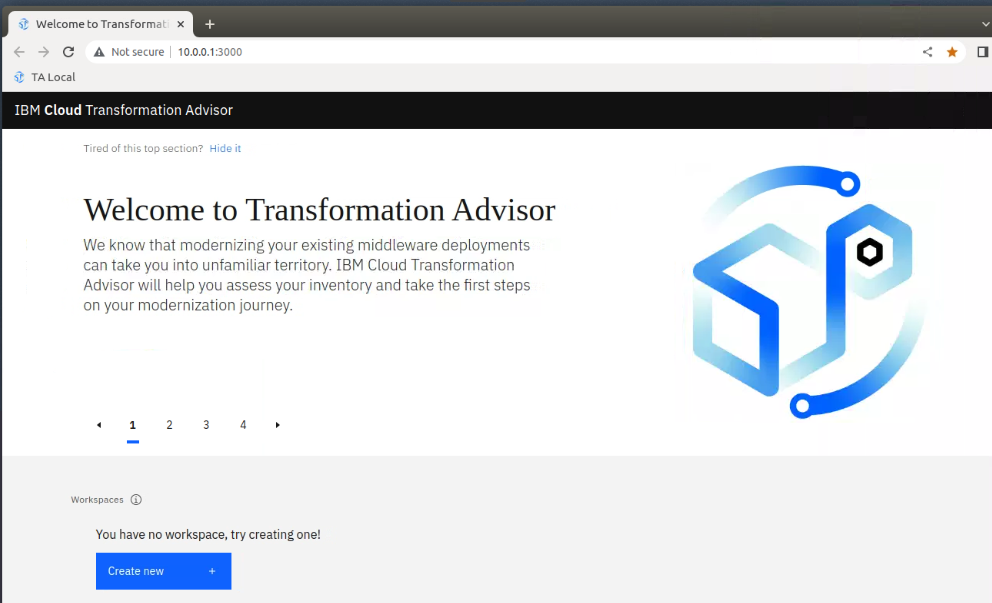 Welcome to Transformati
Not secure
10.0.0.1:3000
TA Local
IBM Cloud Transformation Advisor
Tired of this top section? Hide it
Welcome to Transformation Advisor
We know that modernizing your existing middleware deployments
can take you into unfamiliar territory. IBM Cloud Transformation
Advisor will help you assess your inventory and take the first steps
on your modernization journey.
1 2 3 4
Workspaces
You have no workspace, try creating one!
Create new +